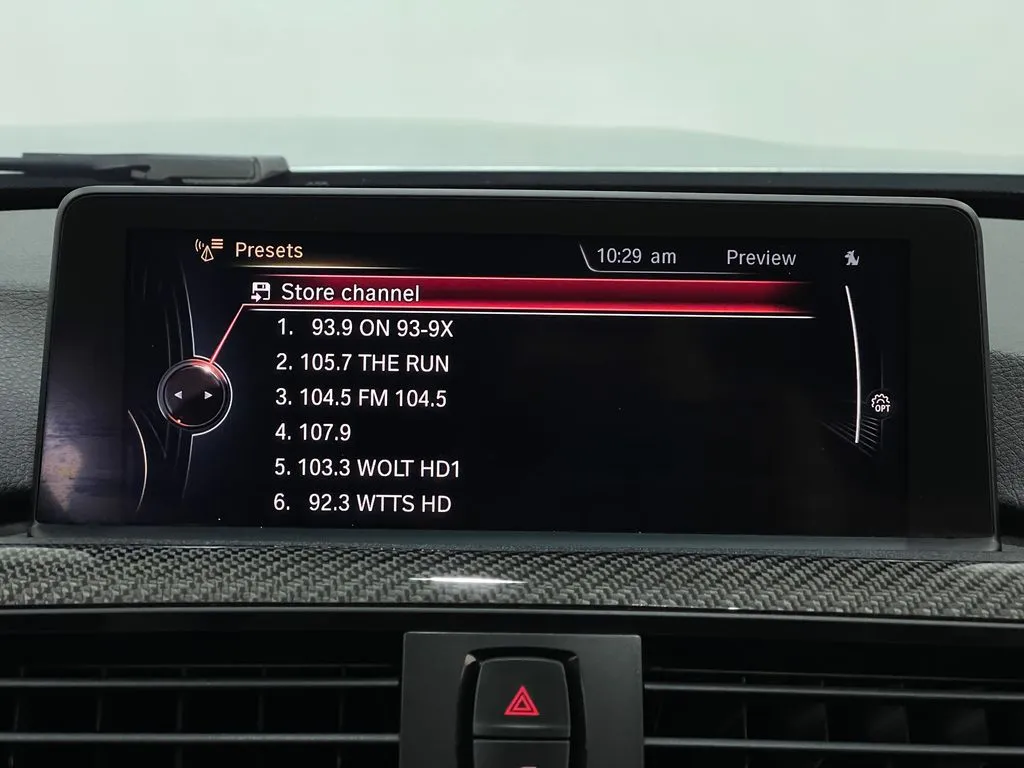 Presets
10:29 am
Preview
Store channel
1. 93.9 ON 93-9X
2. 105.7 THE RUN
3. 104.5 FM 104.5
4. 107.9
5. 103.3 WOLT HD1
6. 92.3 WTTS HD
OPT